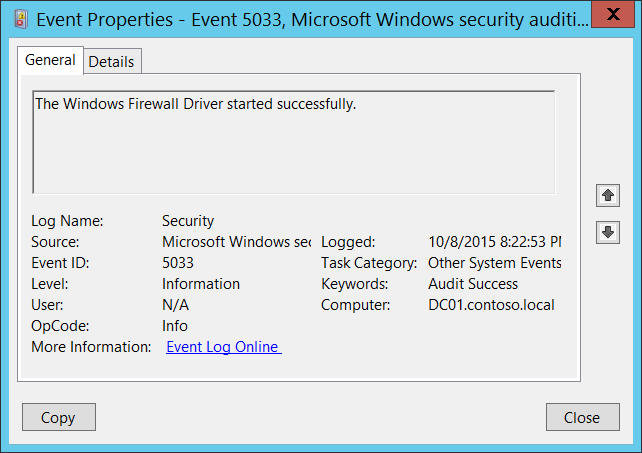 Event Properties - Event 5033, Microsoft Windows security auditi...
General Details
The Windows Firewall Driver started successfully.
Log Name: Security
Source: Microsoft Windows sec Logged: 10/8/2015 8:22:53 PM
Event ID: 5033 Task Category: Other System Events
Level: Information Keywords: Audit Success
User: N/A Computer: DC01.contoso.local
OpCode: Info
More Information: Event Log Online
Copy Close